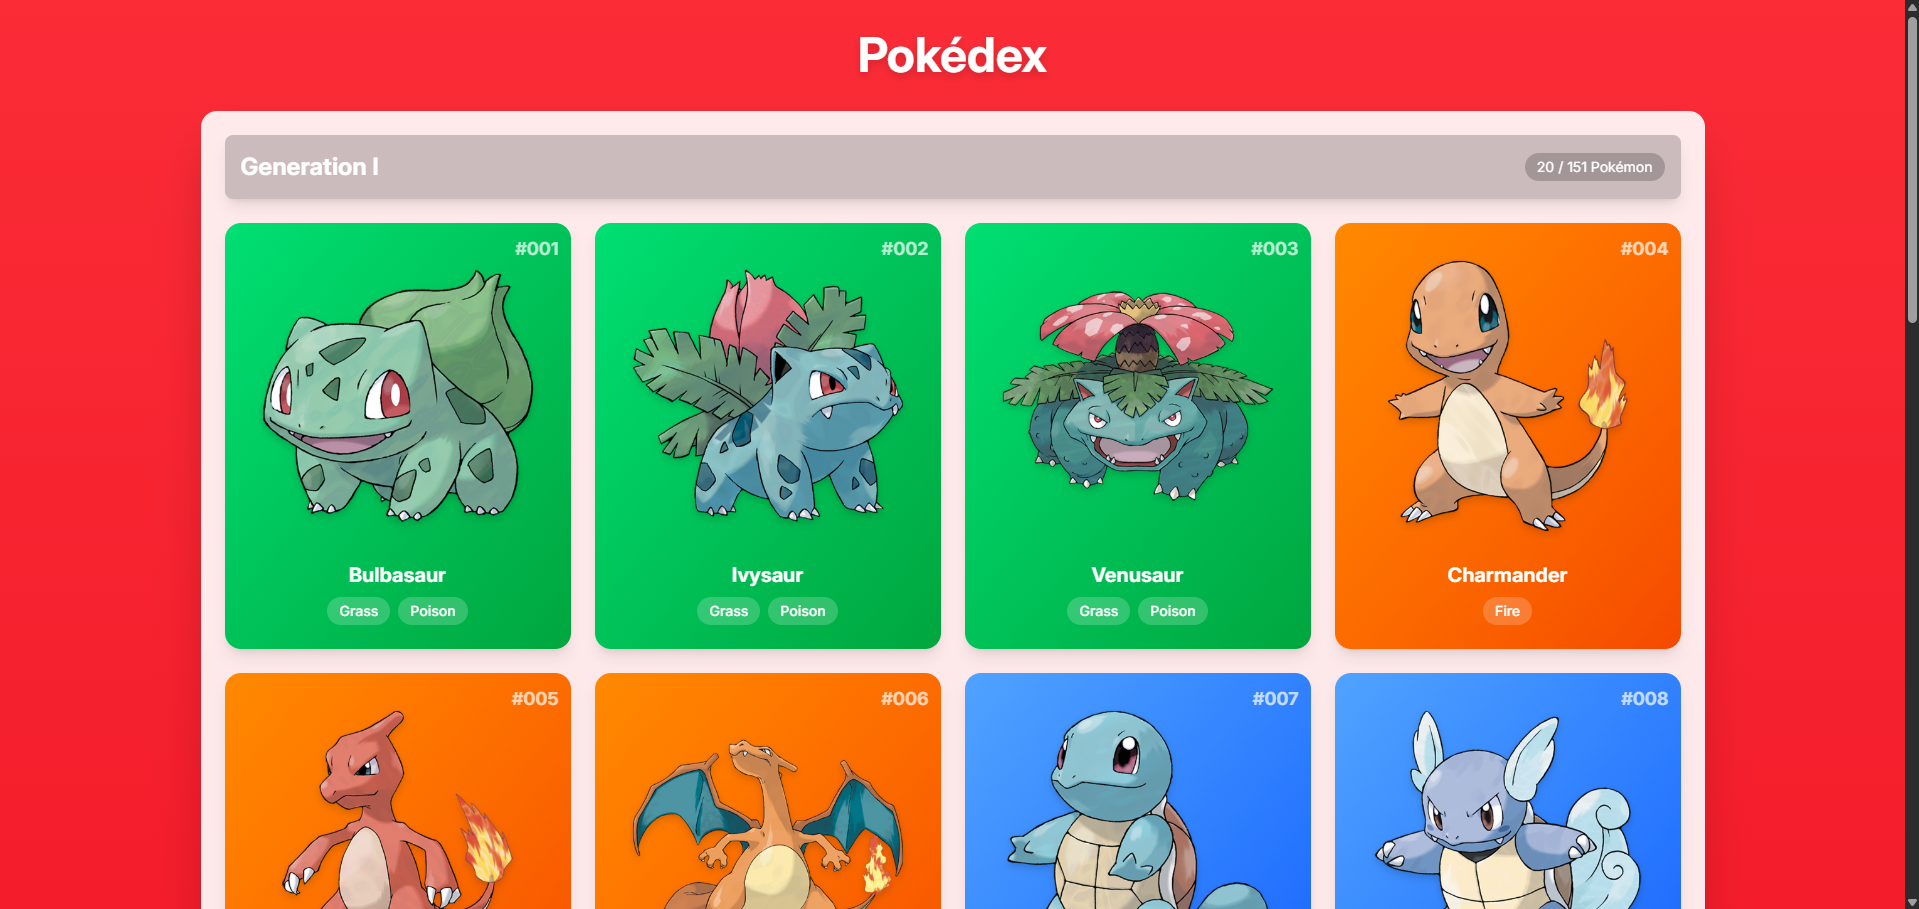 Pokédex
Generation I
20 / 151 Pokémon
#001
Bulbasaur
Grass Poison
#002
Ivysaur
Grass Poison
#003
Venusaur
Grass Poison
#004
Charmander
Fire
#005
#006
#007
#008